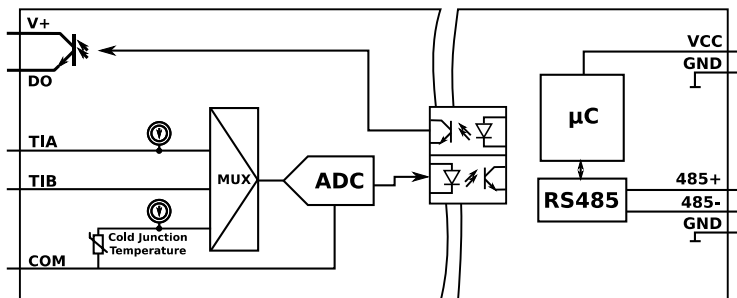 V+
DO
TIA
TIB
COM
MUX
Cold Junction
Temperature
ADC
µC
RS485
VCC
GND
485+
485-
GND